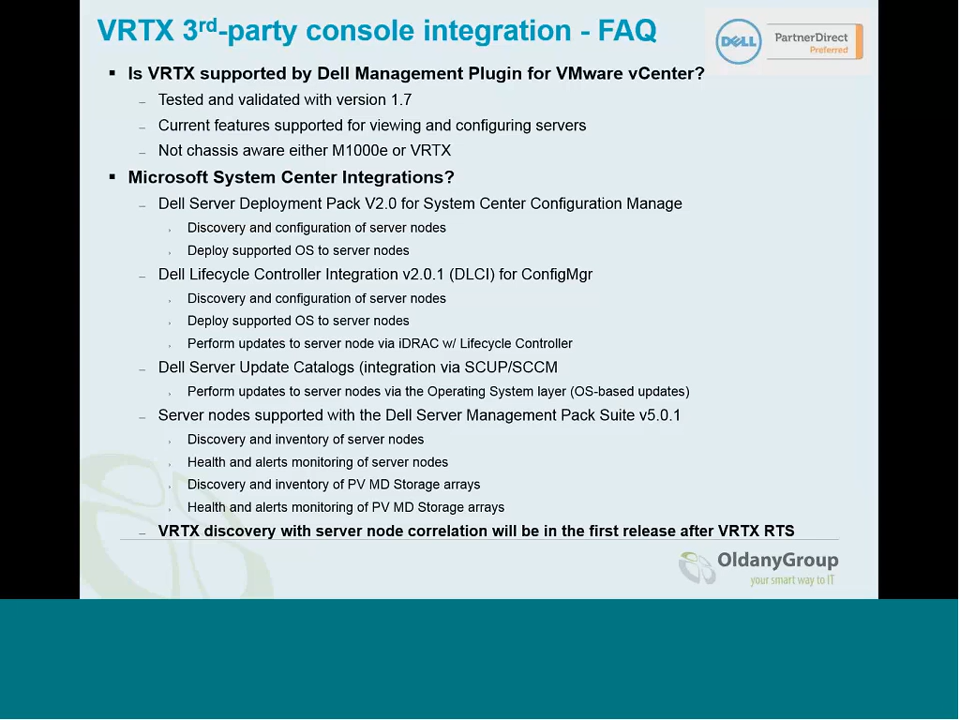 VRTX 3rd-party console integration - FAQ
DELL
PartnerDirect
Preferred
▪ Is VRTX supported by Dell Management Plugin for VMware vCenter?
– Tested and validated with version 1.7
– Current features supported for viewing and configuring servers
– Not chassis aware either M1000e or VRTX
▪ Microsoft System Center Integrations?
– Dell Server Deployment Pack V2.0 for System Center Configuration Manage
› Discovery and configuration of server nodes
› Deploy supported OS to server nodes
– Dell Lifecycle Controller Integration v2.0.1 (DLCI) for ConfigMgr
› Discovery and configuration of server nodes
› Deploy supported OS to server nodes
› Perform updates to server node via iDRAC w/ Lifecycle Controller
– Dell Server Update Catalogs (integration via SCUP/SCCM
› Perform updates to server nodes via the Operating System layer (OS-based updates)
– Server nodes supported with the Dell Server Management Pack Suite v5.0.1
› Discovery and inventory of server nodes
› Health and alerts monitoring of server nodes
› Discovery and inventory of PV MD Storage arrays
› Health and alerts monitoring of PV MD Storage arrays
– VRTX discovery with server node correlation will be in the first release after VRTX RTS
OldanyGroup
your smart way to IT